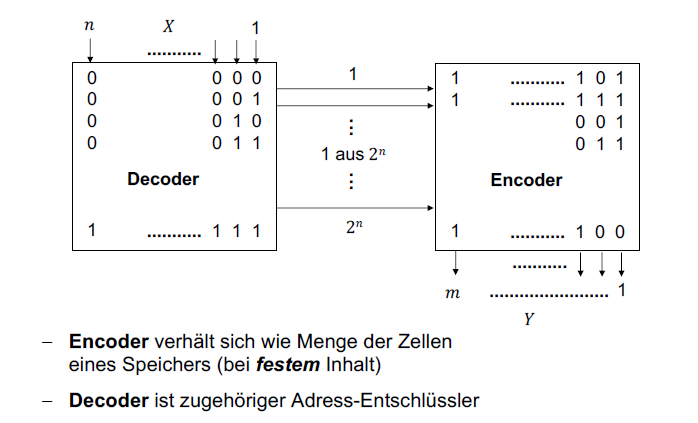 n X 1
...........
0 0 0 0 1 1 ........... 1 0 1
0 0 0 1 1 ........... 1 1 1
0 0 1 0 ⋮ 0 0 1
0 0 1 1 1 aus 2ⁿ 0 1 1
Decoder ⋮ Encoder
1 ........... 1 1 1 2ⁿ 1 ........... 1 0 0
...........
m ........................ 1
Y
– Encoder verhält sich wie Menge der Zellen
eines Speichers (bei festem Inhalt)
– Decoder ist zugehöriger Adress-Entschlüssler